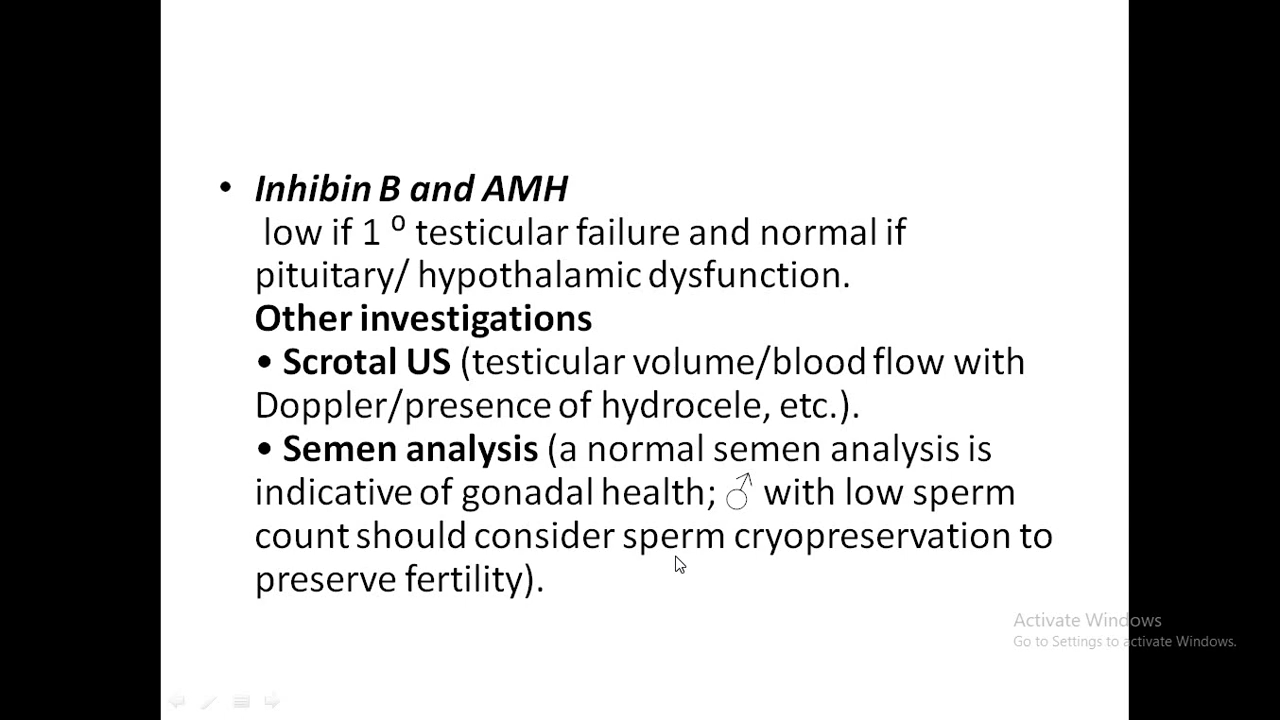 • Inhibin B and AMH
low if 1 ⁰ testicular failure and normal if
pituitary/ hypothalamic dysfunction.
Other investigations
• Scrotal US (testicular volume/blood flow with
Doppler/presence of hydrocele, etc.).
• Semen analysis (a normal semen analysis is
indicative of gonadal health; ♂ with low sperm
count should consider sperm cryopreservation to
preserve fertility).
Activate Windows
Go to Settings to activate Windows.